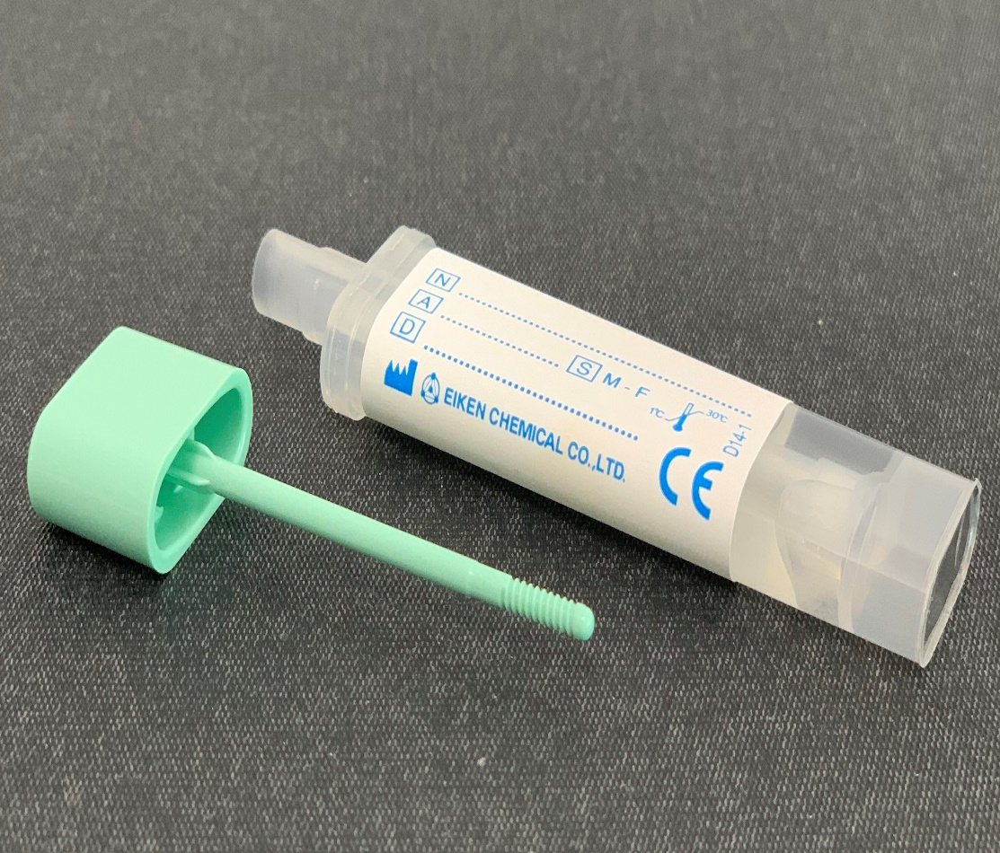 N
A
S M - F
D
EIKEN CHEMICAL CO.,LTD.
1℃ 30℃
CE
D14-1